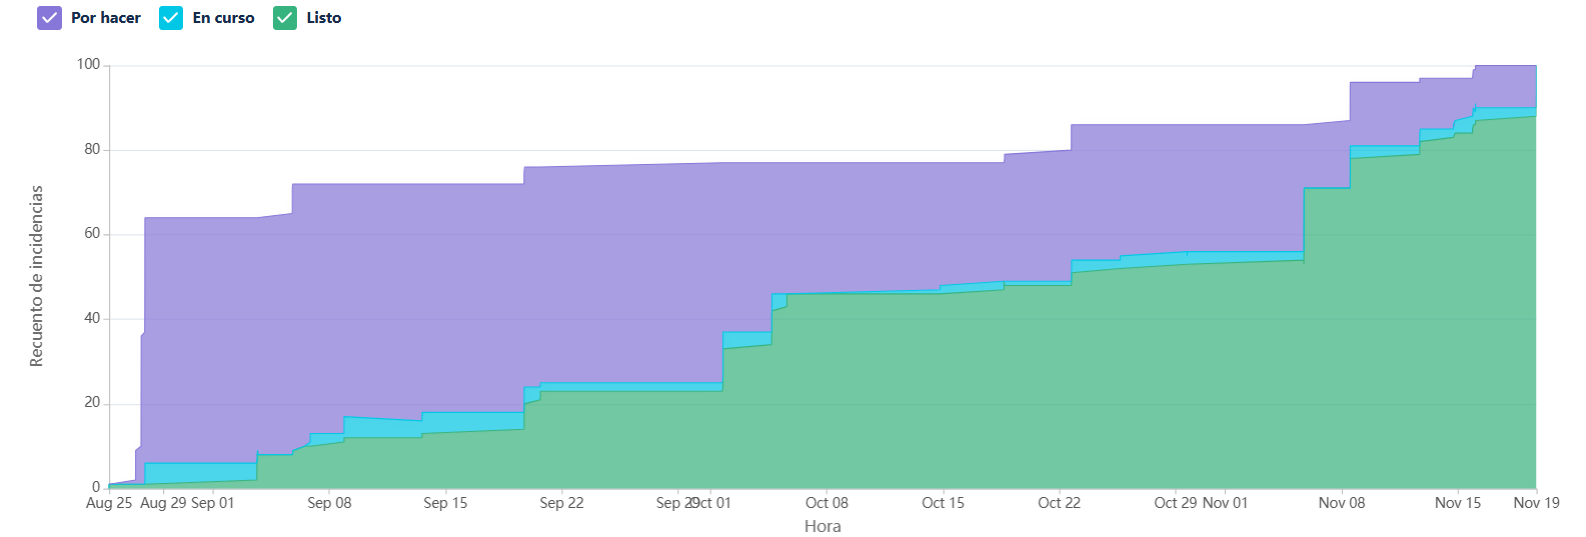 Por hacer En curso Listo
100
80
60
40
20
0
Recuento de incidencias
Aug 25 Aug 29 Sep 01 Sep 08 Sep 15 Sep 22 Sep 29 Oct 01 Oct 08 Oct 15 Oct 22 Oct 29 Nov 01 Nov 08 Nov 15 Nov 19
Hora